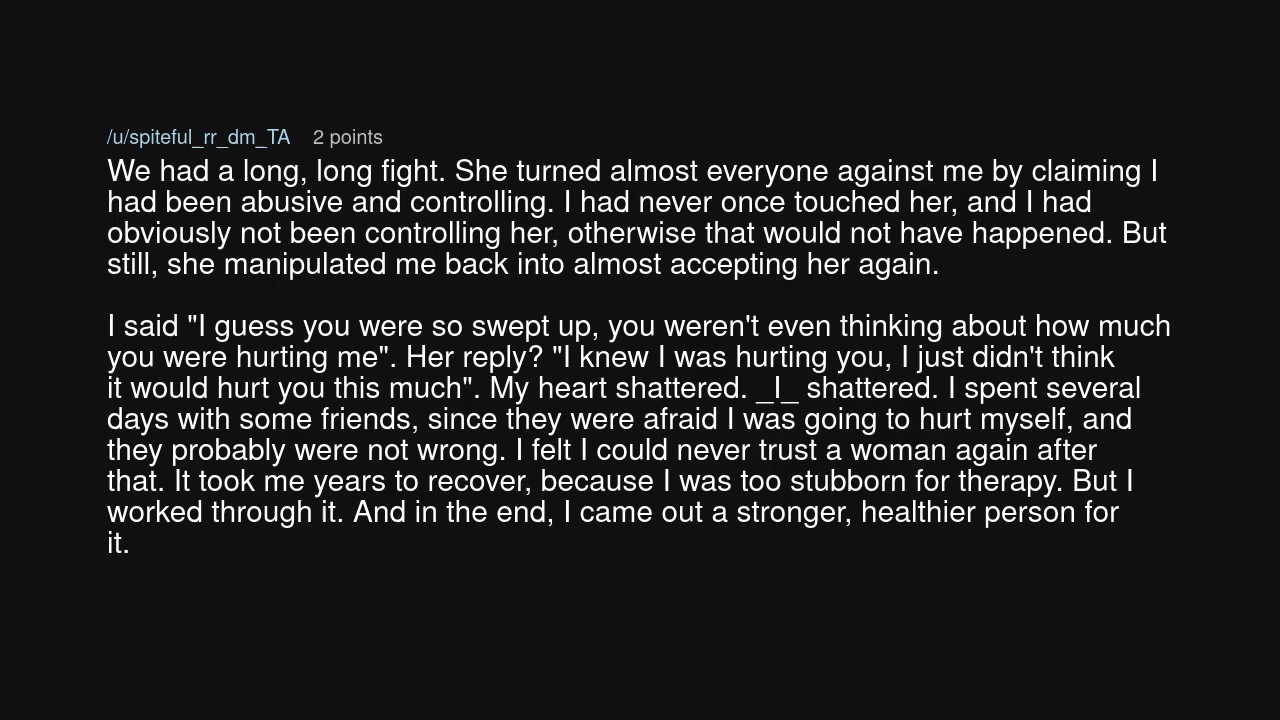 /u/spiteful_rr_dm_TA 2 points
We had a long, long fight. She turned almost everyone against me by claiming I
had been abusive and controlling. I had never once touched her, and I had
obviously not been controlling her, otherwise that would not have happened. But
still, she manipulated me back into almost accepting her again.
I said "I guess you were so swept up, you weren't even thinking about how much
you were hurting me". Her reply? "I knew I was hurting you, I just didn't think
it would hurt you this much". My heart shattered. _I_ shattered. I spent several
days with some friends, since they were afraid I was going to hurt myself, and
they probably were not wrong. I felt I could never trust a woman again after
that. It took me years to recover, because I was too stubborn for therapy. But I
worked through it. And in the end, I came out a stronger, healthier person for
it.